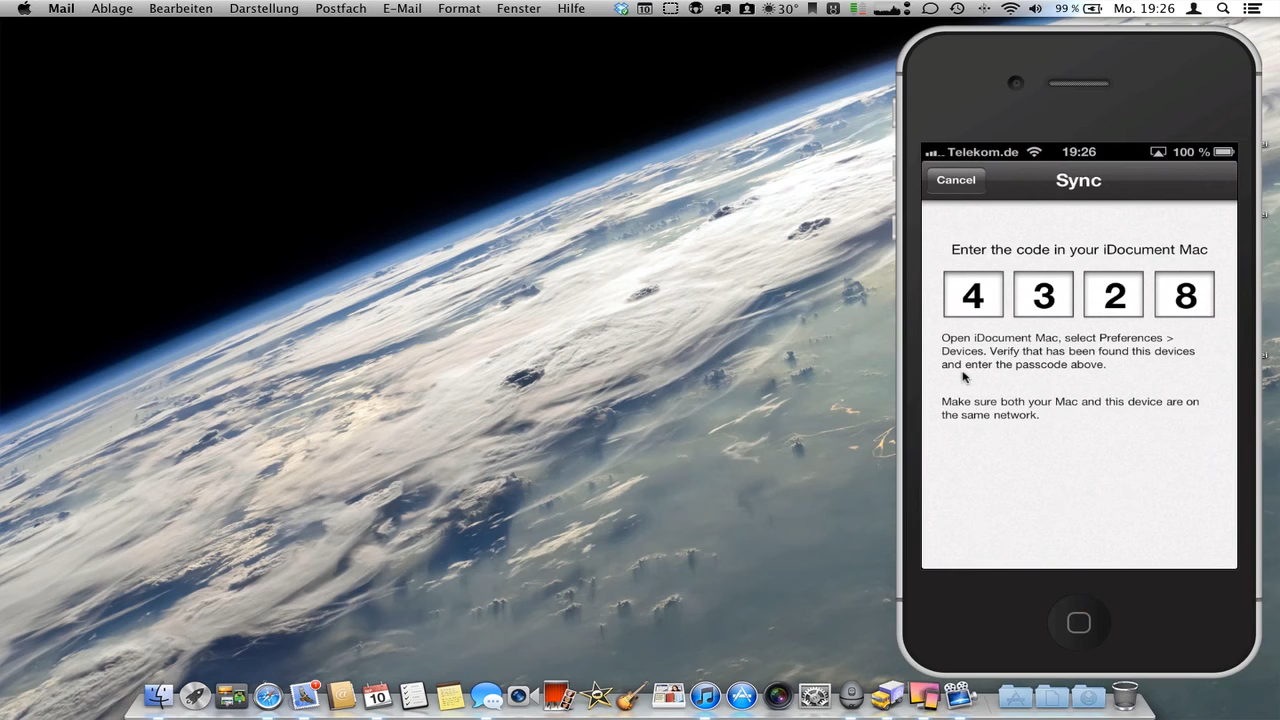 Mail Ablage Bearbeiten Darstellung Postfach E-Mail Format Fenster Hilfe 30° 99 % Mo. 19:26
Telekom.de 19:26 100 %
Cancel Sync
Enter the code in your iDocument Mac
4 3 2 8
Open iDocument Mac, select Preferences >
Devices. Verify that has been found this devices
and enter the passcode above.
Make sure both your Mac and this device are on
the same network.
10